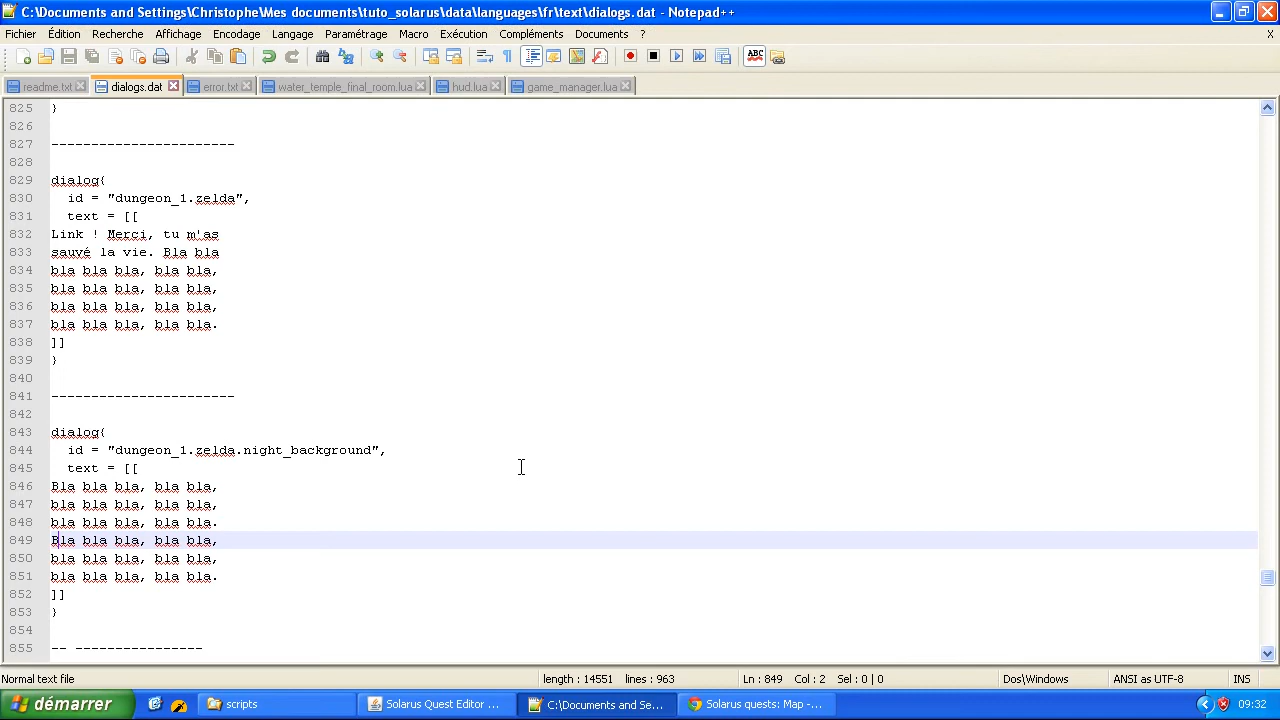 C:\Documents and Settings\Christophe\Mes documents\tuto_solarus\data\languages\fr\text\dialogs.dat - Notepad++
Fichier Édition Recherche Affichage Encodage Langage Paramétrage Macro Exécution Compléments Documents ? X
ABC
readme.txt dialogs.dat error.txt water_temple_final_room.lua hud.lua game_manager.lua
825 }
826
827 -----------------------
828
829 dialog{
830 id = "dungeon_1.zelda",
831 text = [[
832 Link ! Merci, tu m'as
833 sauvé la vie. Bla bla
834 bla bla bla, bla bla,
835 bla bla bla, bla bla,
836 bla bla bla, bla bla,
837 bla bla bla, bla bla.
838 ]]
839 }
840
841 -----------------------
842
843 dialog{
844 id = "dungeon_1.zelda.night_background",
845 text = [[
846 Bla bla bla, bla bla,
847 bla bla bla, bla bla,
848 bla bla bla, bla bla.
849 Bla bla bla, bla bla,
850 bla bla bla, bla bla,
851 bla bla bla, bla bla.
852 ]]
853 }
854
855 -- ----------------
Normal text file length : 14551 lines : 963 Ln : 849 Col : 2 Sel : 0 | 0 Dos\Windows ANSI as UTF-8 INS
démarrer scripts Solarus Quest Editor ... C:\Documents and Se... Solarus quests: Map -... 09:32